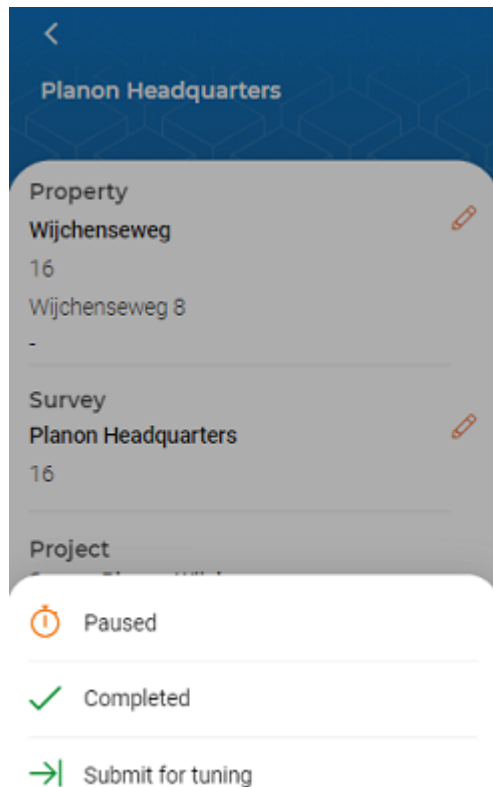 Planon Headquarters
Property
Wijchenseweg
16
Wijchenseweg 8
-
Survey
Planon Headquarters
16
Project
Paused
Completed
Submit for tuning